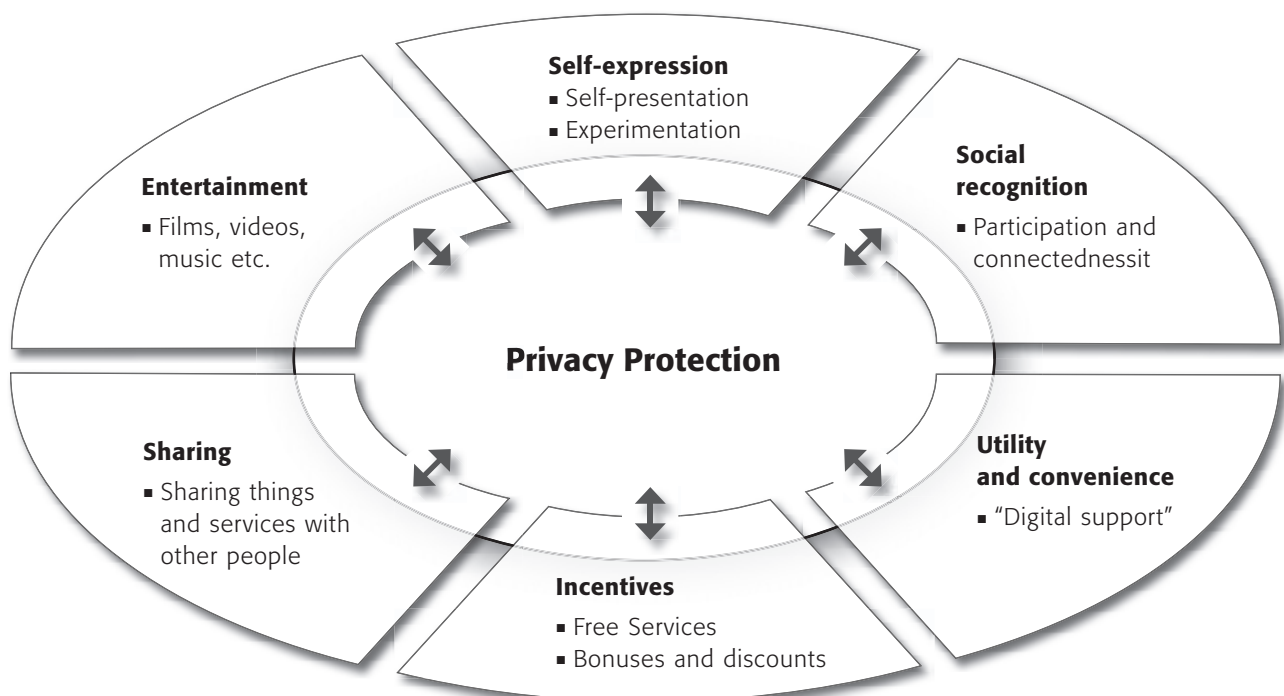 Self-expression
▪ Self-presentation
▪ Experimentation
Social
recognition
▪ Participation and
connectednessit
Entertainment
▪ Films, videos,
music etc.
Privacy Protection
Utility
and convenience
▪ “Digital support”
Sharing
▪ Sharing things
and services with
other people
Incentives
▪ Free Services
▪ Bonuses and discounts